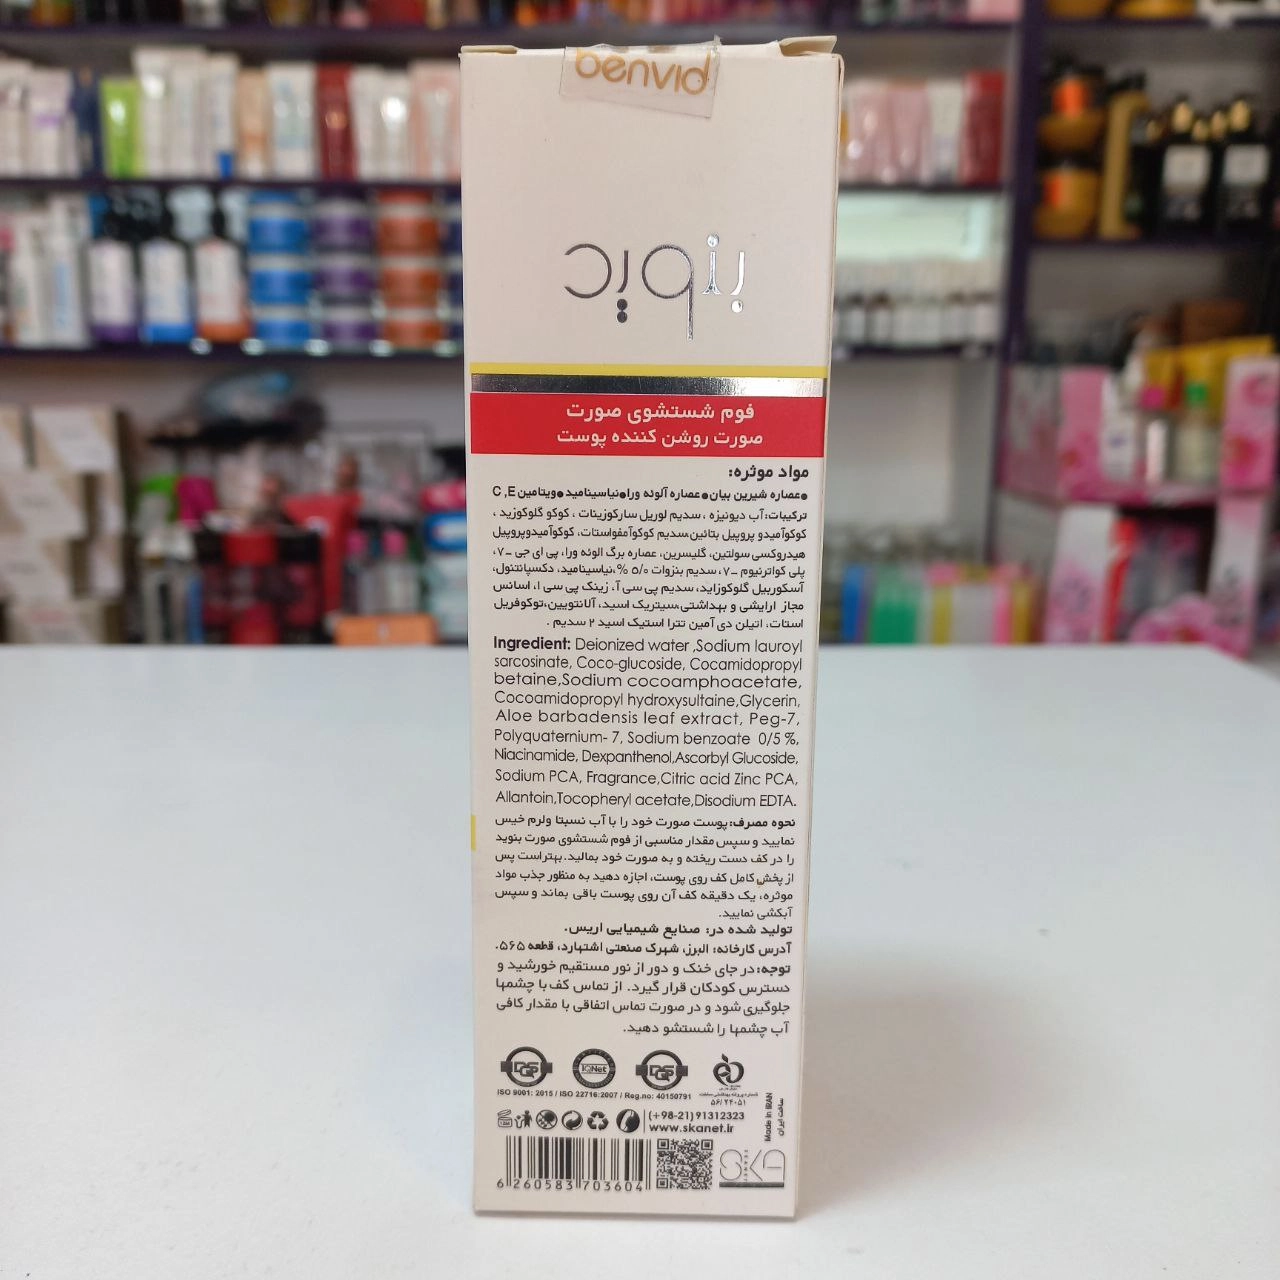 benvid
بنوید
فوم شستشوی صورت
صورت روشن کننده پوست
مواد موثره:
●عصاره شیرین بیان●عصاره آلوئه ورا●نیاسینامید●ویتامین C ,E
ترکیبات: آب دیونیزه ، سدیم لوریل سارکوزینات ، کوکو گلوکوزید ،
کوکوآمیدو پروپیل بتائین سدیم کوکوآمفواستات، کوکوآمیدوپروپیل
هیدروکسی سولتین، گلیسرین، عصاره برگ الوئه ورا، پی ای جی -۷،
پلی کواترنیوم -۷، سدیم بنزوات ۵/۰ %،نیاسینامید، دکسپانتنول،
آسکوربیل گلوکوزاید، سدیم پی سی آ، زینک پی سی ا، اسانس
مجاز ارایشی و بهداشتی،سیتریک اسید، آلانتویین،توکوفریل
استات، اتیلن دی آمین تترا استیک اسید ۲ سدیم .
Ingredient: Deionized water ,Sodium lauroyl
sarcosinate, Coco-glucoside, Cocamidopropyl
betaine,Sodium cocoamphoacetate,
Cocoamidopropyl hydroxysultaine,Glycerin,
Aloe barbadensis leaf extract, Peg-7,
Polyquaternium- 7, Sodium benzoate 0/5 %,
Niacinamide, Dexpanthenol,Ascorbyl Glucoside,
Sodium PCA, Fragrance,Citric acid Zinc PCA,
Allantoin,Tocopheryl acetate,Disodium EDTA.
نحوه مصرف: پوست صورت خود را با آب نسبتا ولرم خیس
نمایید و سپس مقدار مناسبی از فوم شستشوی صورت بنوید
را در کف دست ریخته و به صورت خود بمالید. بهتراست پس
از پخش کامل کف روی پوست، اجازه دهید به منظور جذب مواد
موثره، یک دقیقه کف آن روی پوست باقی بماند و سپس
آبکشی نمایید.
تولید شده در: صنایع شیمیایی اریس.
آدرس کارخانه: البرز، شهرک صنعتی اشتهارد، قطعه ۵۶۵.
توجه: در جای خنک و دور از نور مستقیم خورشید و
دسترس کودکان قرار گیرد. از تماس کف با چشمها
جلوگیری شود و در صورت تماس اتفاقی با مقدار کافی
آب چشمها را شستشو دهید.
DQS IQNet DQS
ISO 9001: 2015 / ISO 22716:2007 / Reg.no: 40150791
شماره پروانه بهداشتی ساخت
۵۶/۲۴۰۵۱
(+98-21) 91312323
www.skanet.ir
Made in IRAN
ساخت ایران
SKA
6 260583 703604